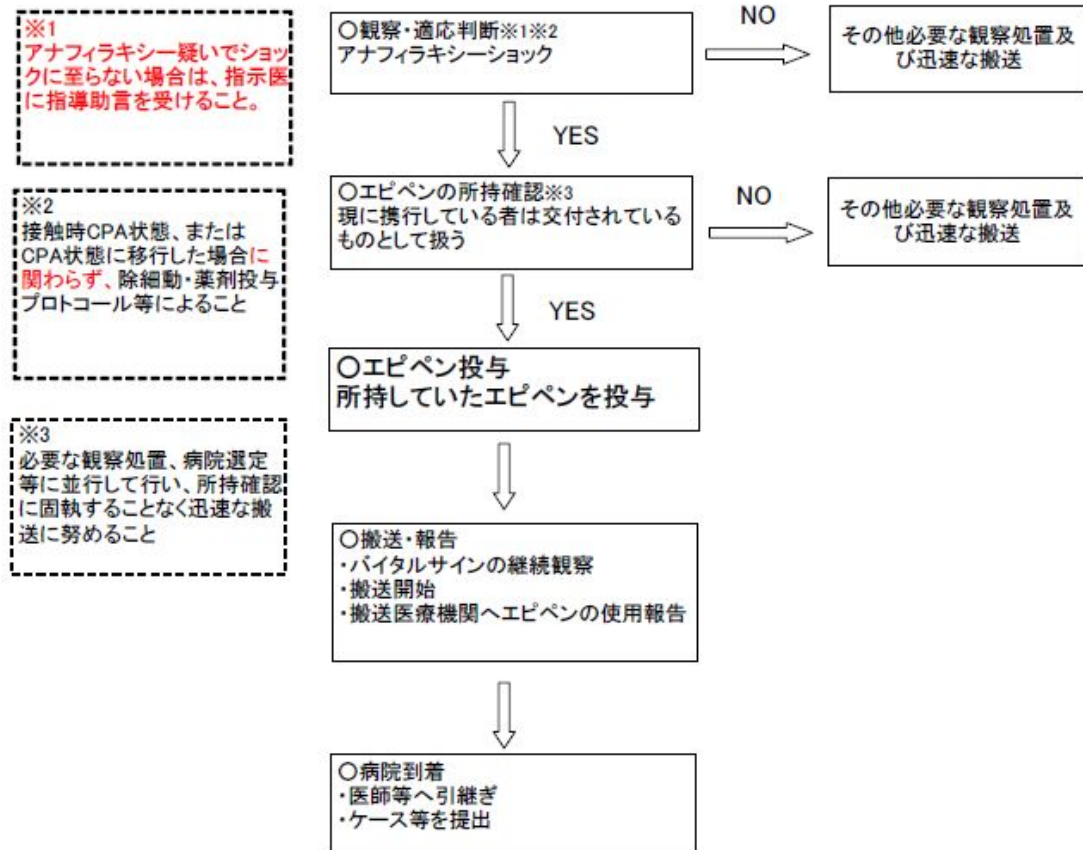 ※1
アナフィラキシー疑いでショッ
クに至らない場合は、指示医
に指導助言を受けること。
○観察・適応判断※1※2
アナフィラキシーショック
NO
その他必要な観察処置及
び迅速な搬送
YES
※2
接触時CPA状態、または
CPA状態に移行した場合に
関わらず、除細動・薬剤投与
プロトコール等によること
○エピペンの所持確認※3
現に携行している者は交付されている
ものとして扱う
NO
その他必要な観察処置及
び迅速な搬送
YES
○エピペン投与
所持していたエピペンを投与
※3
必要な観察処置、病院選定
等に並行して行い、所持確認
に固執することなく迅速な搬
送に努めること
○搬送・報告
・バイタルサインの継続観察
・搬送開始
・搬送医療機関へエピペンの使用報告
○病院到着
・医師等へ引継ぎ
・ケース等を提出